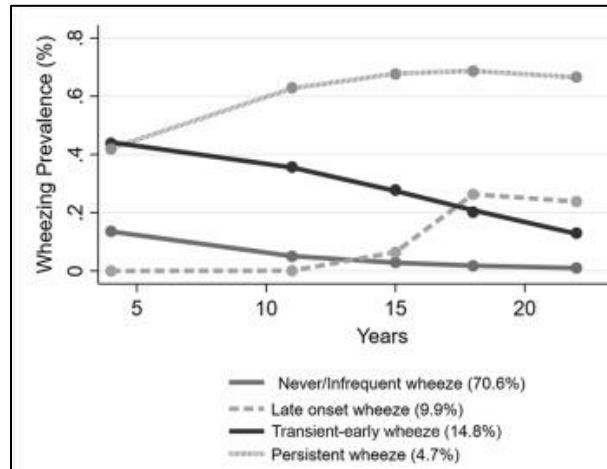 .8
.6
.4
.2
0
Wheezing Prevalence (%)
5 10 15 20
Years
Never/Infrequent wheeze (70.6%)
Late onset wheeze (9.9%)
Transient-early wheeze (14.8%)
Persistent wheeze (4.7%)